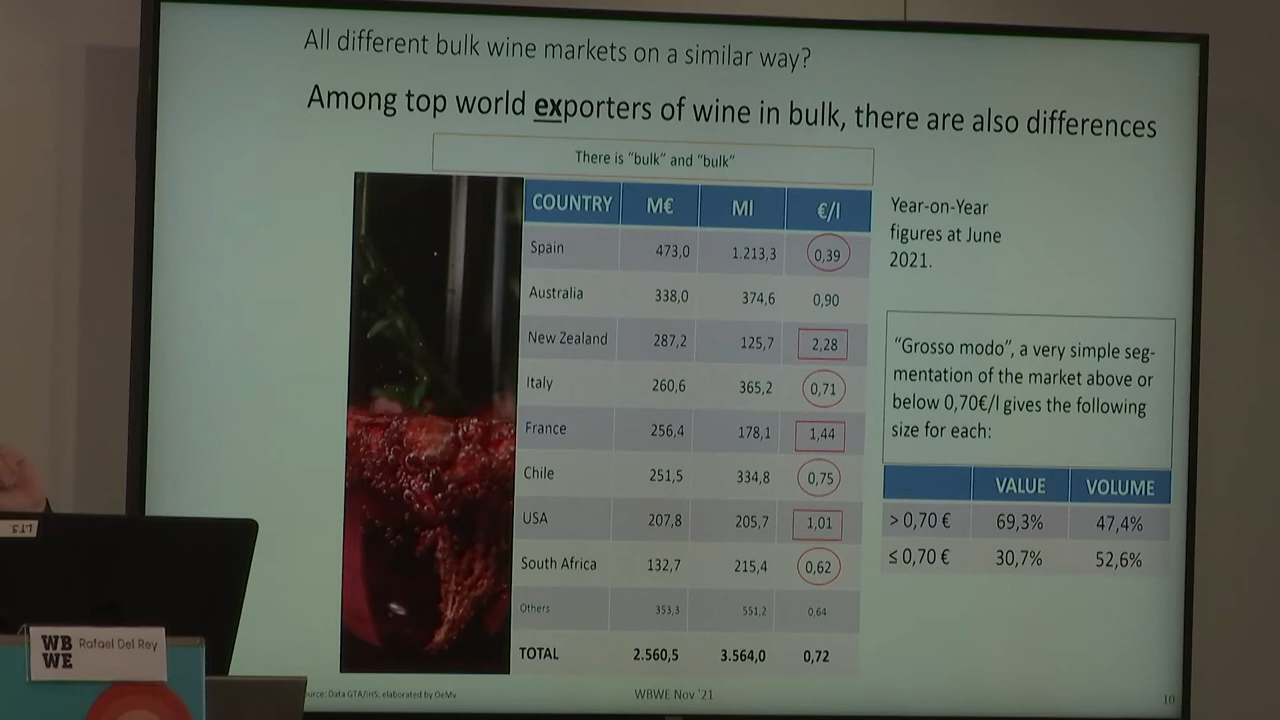 All different bulk wine markets on a similar way?
Among top world exporters of wine in bulk, there are also differences
There is "bulk" and "bulk"
COUNTRY M€ Ml €/l
Spain 473,0 1.213,3 0,39
Australia 338,0 374,6 0,90
New Zealand 287,2 125,7 2,28
Italy 260,6 365,2 0,71
France 256,4 178,1 1,44
Chile 251,5 334,8 0,75
USA 207,8 205,7 1,01
South Africa 132,7 215,4 0,62
Others 353,3 551,2 0,64
TOTAL 2.560,5 3.564,0 0,72
Year-on-Year
figures at June
2021.
"Grosso modo", a very simple seg-
mentation of the market above or
below 0,70€/l gives the following
size for each:
VALUE VOLUME
> 0,70 € 69,3% 47,4%
≤ 0,70 € 30,7% 52,6%
urce: Data GTA/IHS; elaborated by OeMv
WBWE Nov '21
10
LTS
WB
WE
Rafael Del Rey